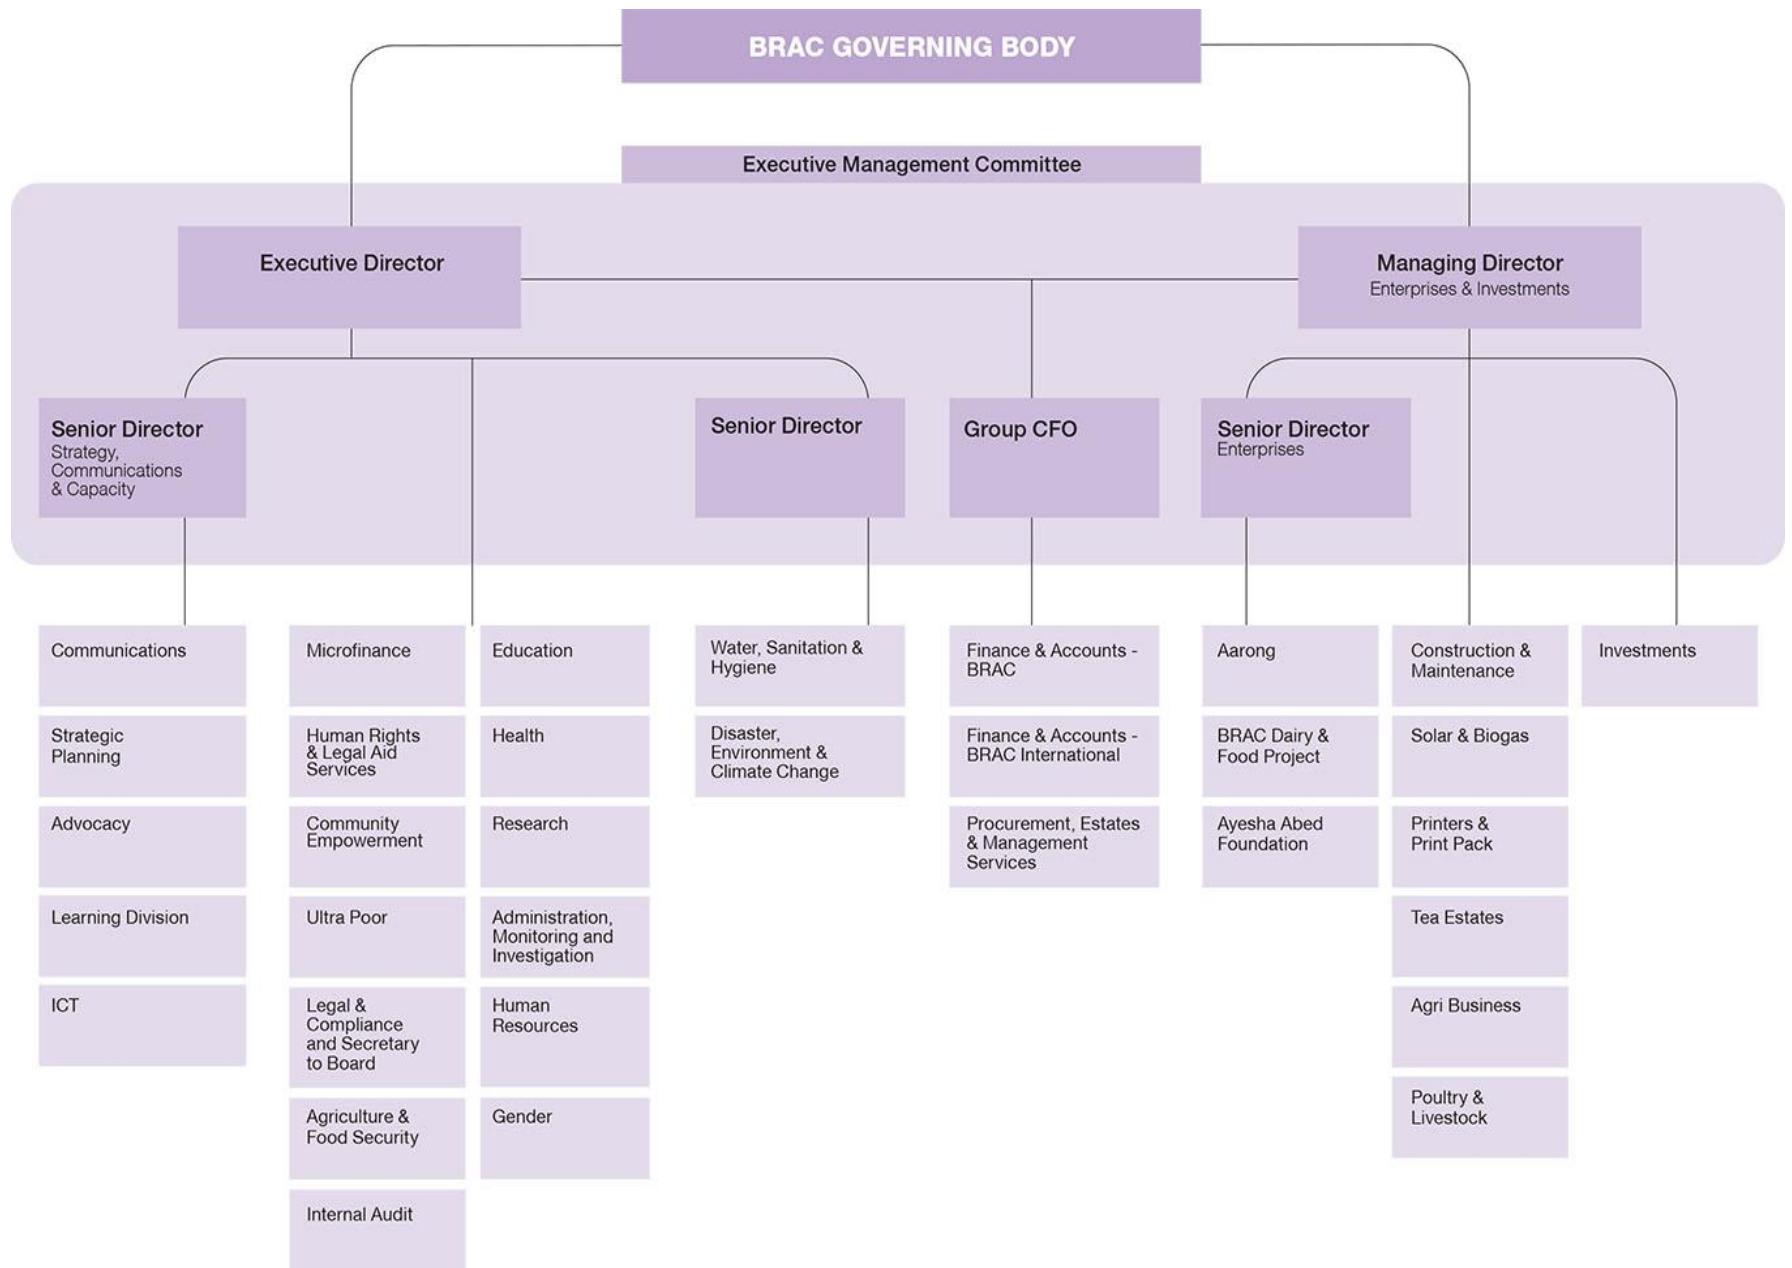 BRAC GOVERNING BODY
Executive Management Committee
Executive Director
Managing Director
Enterprises & Investments
Senior Director
Strategy,
Communications
& Capacity
Senior Director
Group CFO
Senior Director
Enterprises
Communications
Strategic
Planning
Advocacy
Learning Division
ICT
Microfinance
Human Rights
& Legal Aid
Services
Community
Empowerment
Ultra Poor
Legal &
Compliance
and Secretary
to Board
Agriculture &
Food Security
Internal Audit
Education
Health
Research
Administration,
Monitoring and
Investigation
Human
Resources
Gender
Water, Sanitation &
Hygiene
Disaster,
Environment &
Climate Change
Finance & Accounts -
BRAC
Finance & Accounts -
BRAC International
Procurement, Estates
& Management
Services
Aarong
BRAC Dairy &
Food Project
Ayesha Abed
Foundation
Construction &
Maintenance
Solar & Biogas
Printers &
Print Pack
Tea Estates
Agri Business
Poultry &
Livestock
Investments